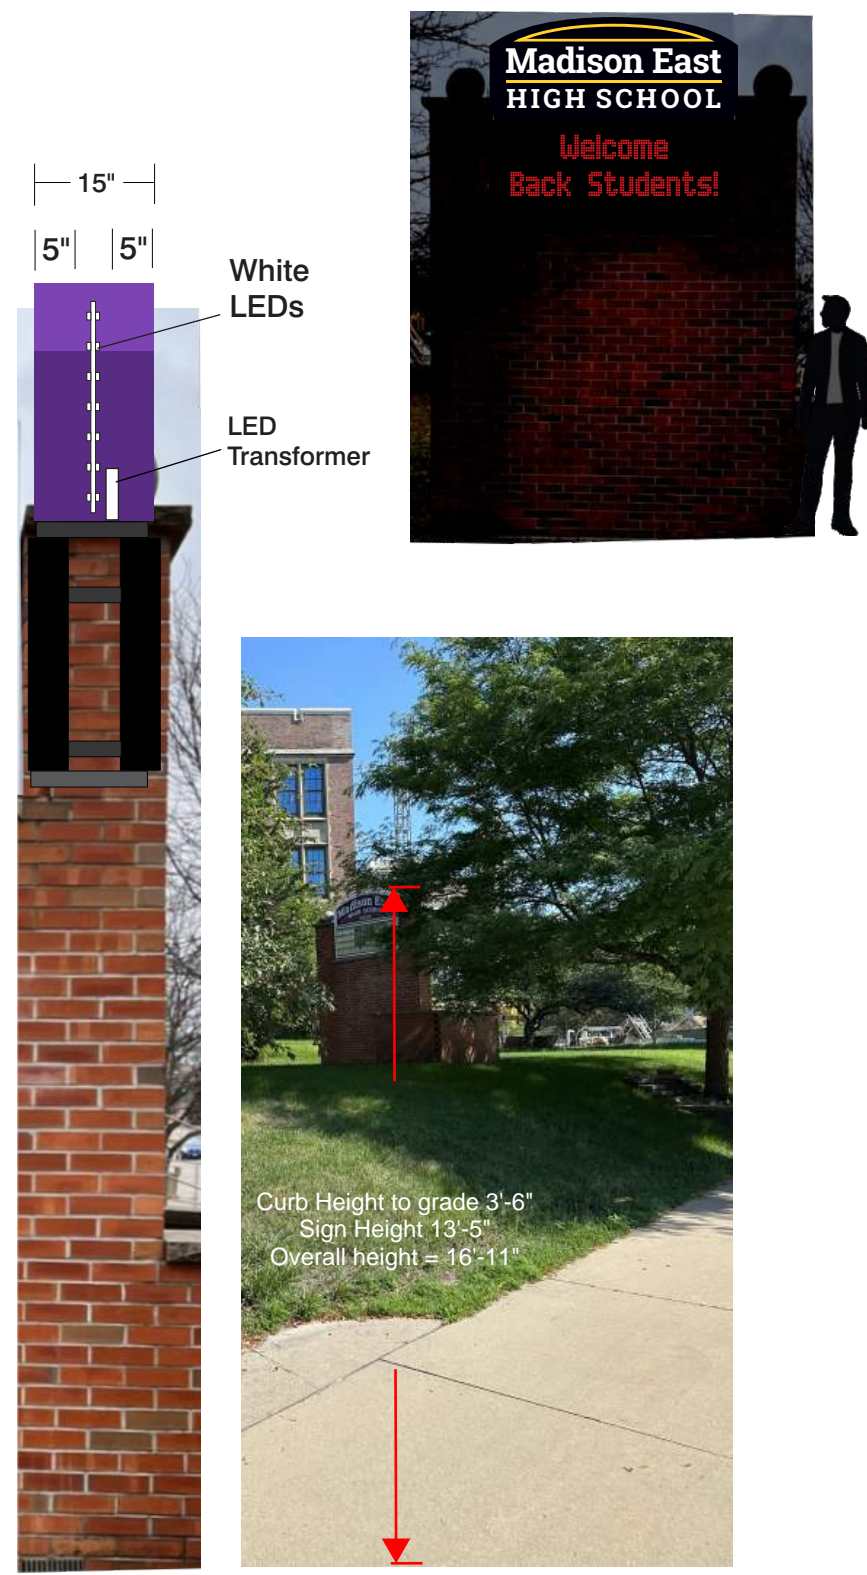 Madison East
HIGH SCHOOL
Welcome
Back Students!
15"
5" 5"
White
LEDs
LED
Transformer
Madison E
Curb Height to grade 3'-6"
Sign Height 13'-5"
Overall height = 16'-11"